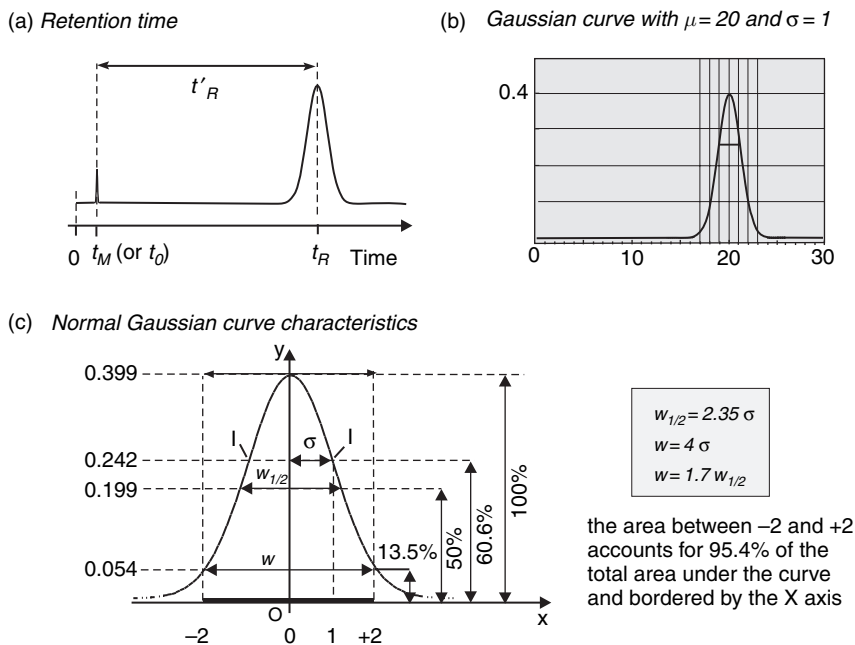 (a) Retention time
t'R
0 tM (or t0) tR Time
(b) Gaussian curve with μ = 20 and σ = 1
0.4
0 10 20 30
(c) Normal Gaussian curve characteristics
y
0.399
I σ I
0.242
w1/2
0.199
100%
60.6%
50%
13.5%
0.054
w
O
x
–2 0 1 +2
w1/2 = 2.35 σ
w = 4 σ
w = 1.7 w1/2
the area between –2 and +2
accounts for 95.4% of the
total area under the curve
and bordered by the X axis